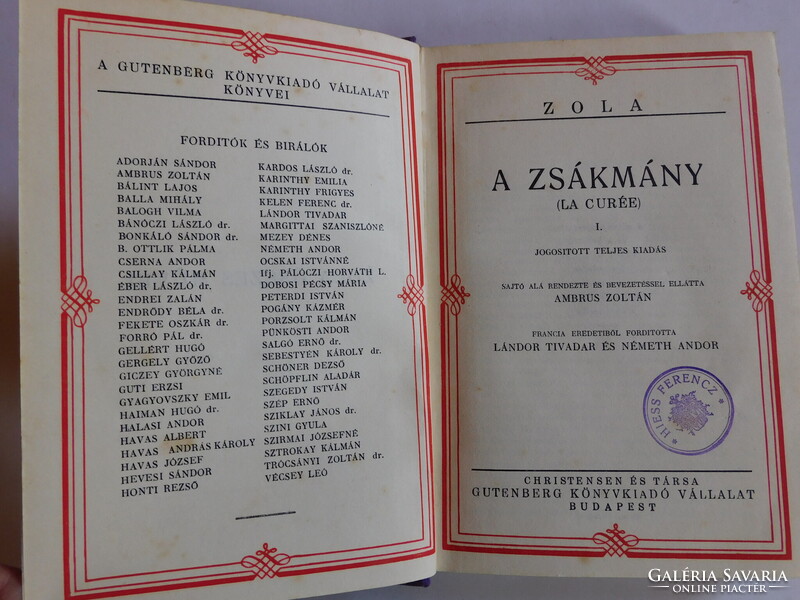 A GUTENBERG KÖNYVKIADÓ VÁLLALAT
KÖNYVEI
FORDITÓK ÉS BIRÁLÓK
ADORJÁN SÁNDOR
AMBRUS ZOLTÁN
BÁLINT LAJOS
BALLA MIHÁLY
BALOGH VILMA
BÁNÓCZI LÁSZLÓ dr.
BONKÁLÓ SÁNDOR dr.
B. OTTLIK PÁLMA
CSERNA ANDOR
CSILLAY KÁLMÁN
ÉBER LÁSZLÓ dr.
ENDREI ZALÁN
ENDRŐDY BÉLA dr.
FEKETE OSZKÁR dr.
FORRÓ PÁL dr.
GELLÉRT HUGÓ
GERGELY GYŐZŐ
GICZEY GYÖRGYNÉ
GUTI ERZSI
GYAGYOVSZKY EMIL
HAIMAN HUGÓ dr.
HALASI ANDOR
HAVAS ALBERT
HAVAS ANDRÁS KÁROLY
HAVAS JÓZSEF
HEVESI SÁNDOR
HONTI REZSŐ
KARDOS LÁSZLÓ dr.
KARINTHY EMILIA
KARINTHY FRIGYES
KELEN FERENC dr.
LÁNDOR TIVADAR
MARGITTAI SZANISZLÓNÉ
MEZEY DÉNES
NÉMETH ANDOR
OCSKAI ISTVÁNNÉ
Ifj. PÁLÓCZI HORVÁTH L.
DOBOSI PÉCSY MÁRIA
PETERDI ISTVÁN
POGÁNY KÁZMÉR
PORZSOLT KÁLMÁN
PÜNKÖSTI ANDOR
SALGÓ ERNŐ dr.
SEBESTYÉN KÁROLY dr.
SCHÖNER DEZSŐ
SCHÖPFLIN ALADÁR
SZEGEDY ISTVÁN
SZÉP ERNŐ
SZIKLAY JÁNOS dr.
SZINI GYULA
SZIRMAI JÓZSEFNÉ
SZTROKAY KÁLMÁN
TRÓCSÁNYI ZOLTÁN dr.
VÉCSEY LEÓ
ZOLA
A ZSÁKMÁNY
(LA CURÉE)
I.
JOGOSITOTT TELJES KIADÁS
SAJTÓ ALÁ RENDEZTE ÉS BEVEZETÉSSEL ELLÁTTA
AMBRUS ZOLTÁN
FRANCIA EREDETIBŐL FORDITOTTA
LÁNDOR TIVADAR ÉS NÉMETH ANDOR
* HIESS FERENCZ *
CHRISTENSEN ÉS TÁRSA
GUTENBERG KÖNYVKIADÓ VÁLLALAT
BUDAPEST
GALÉRIA SAVARIA
ONLINE PIACTÉR